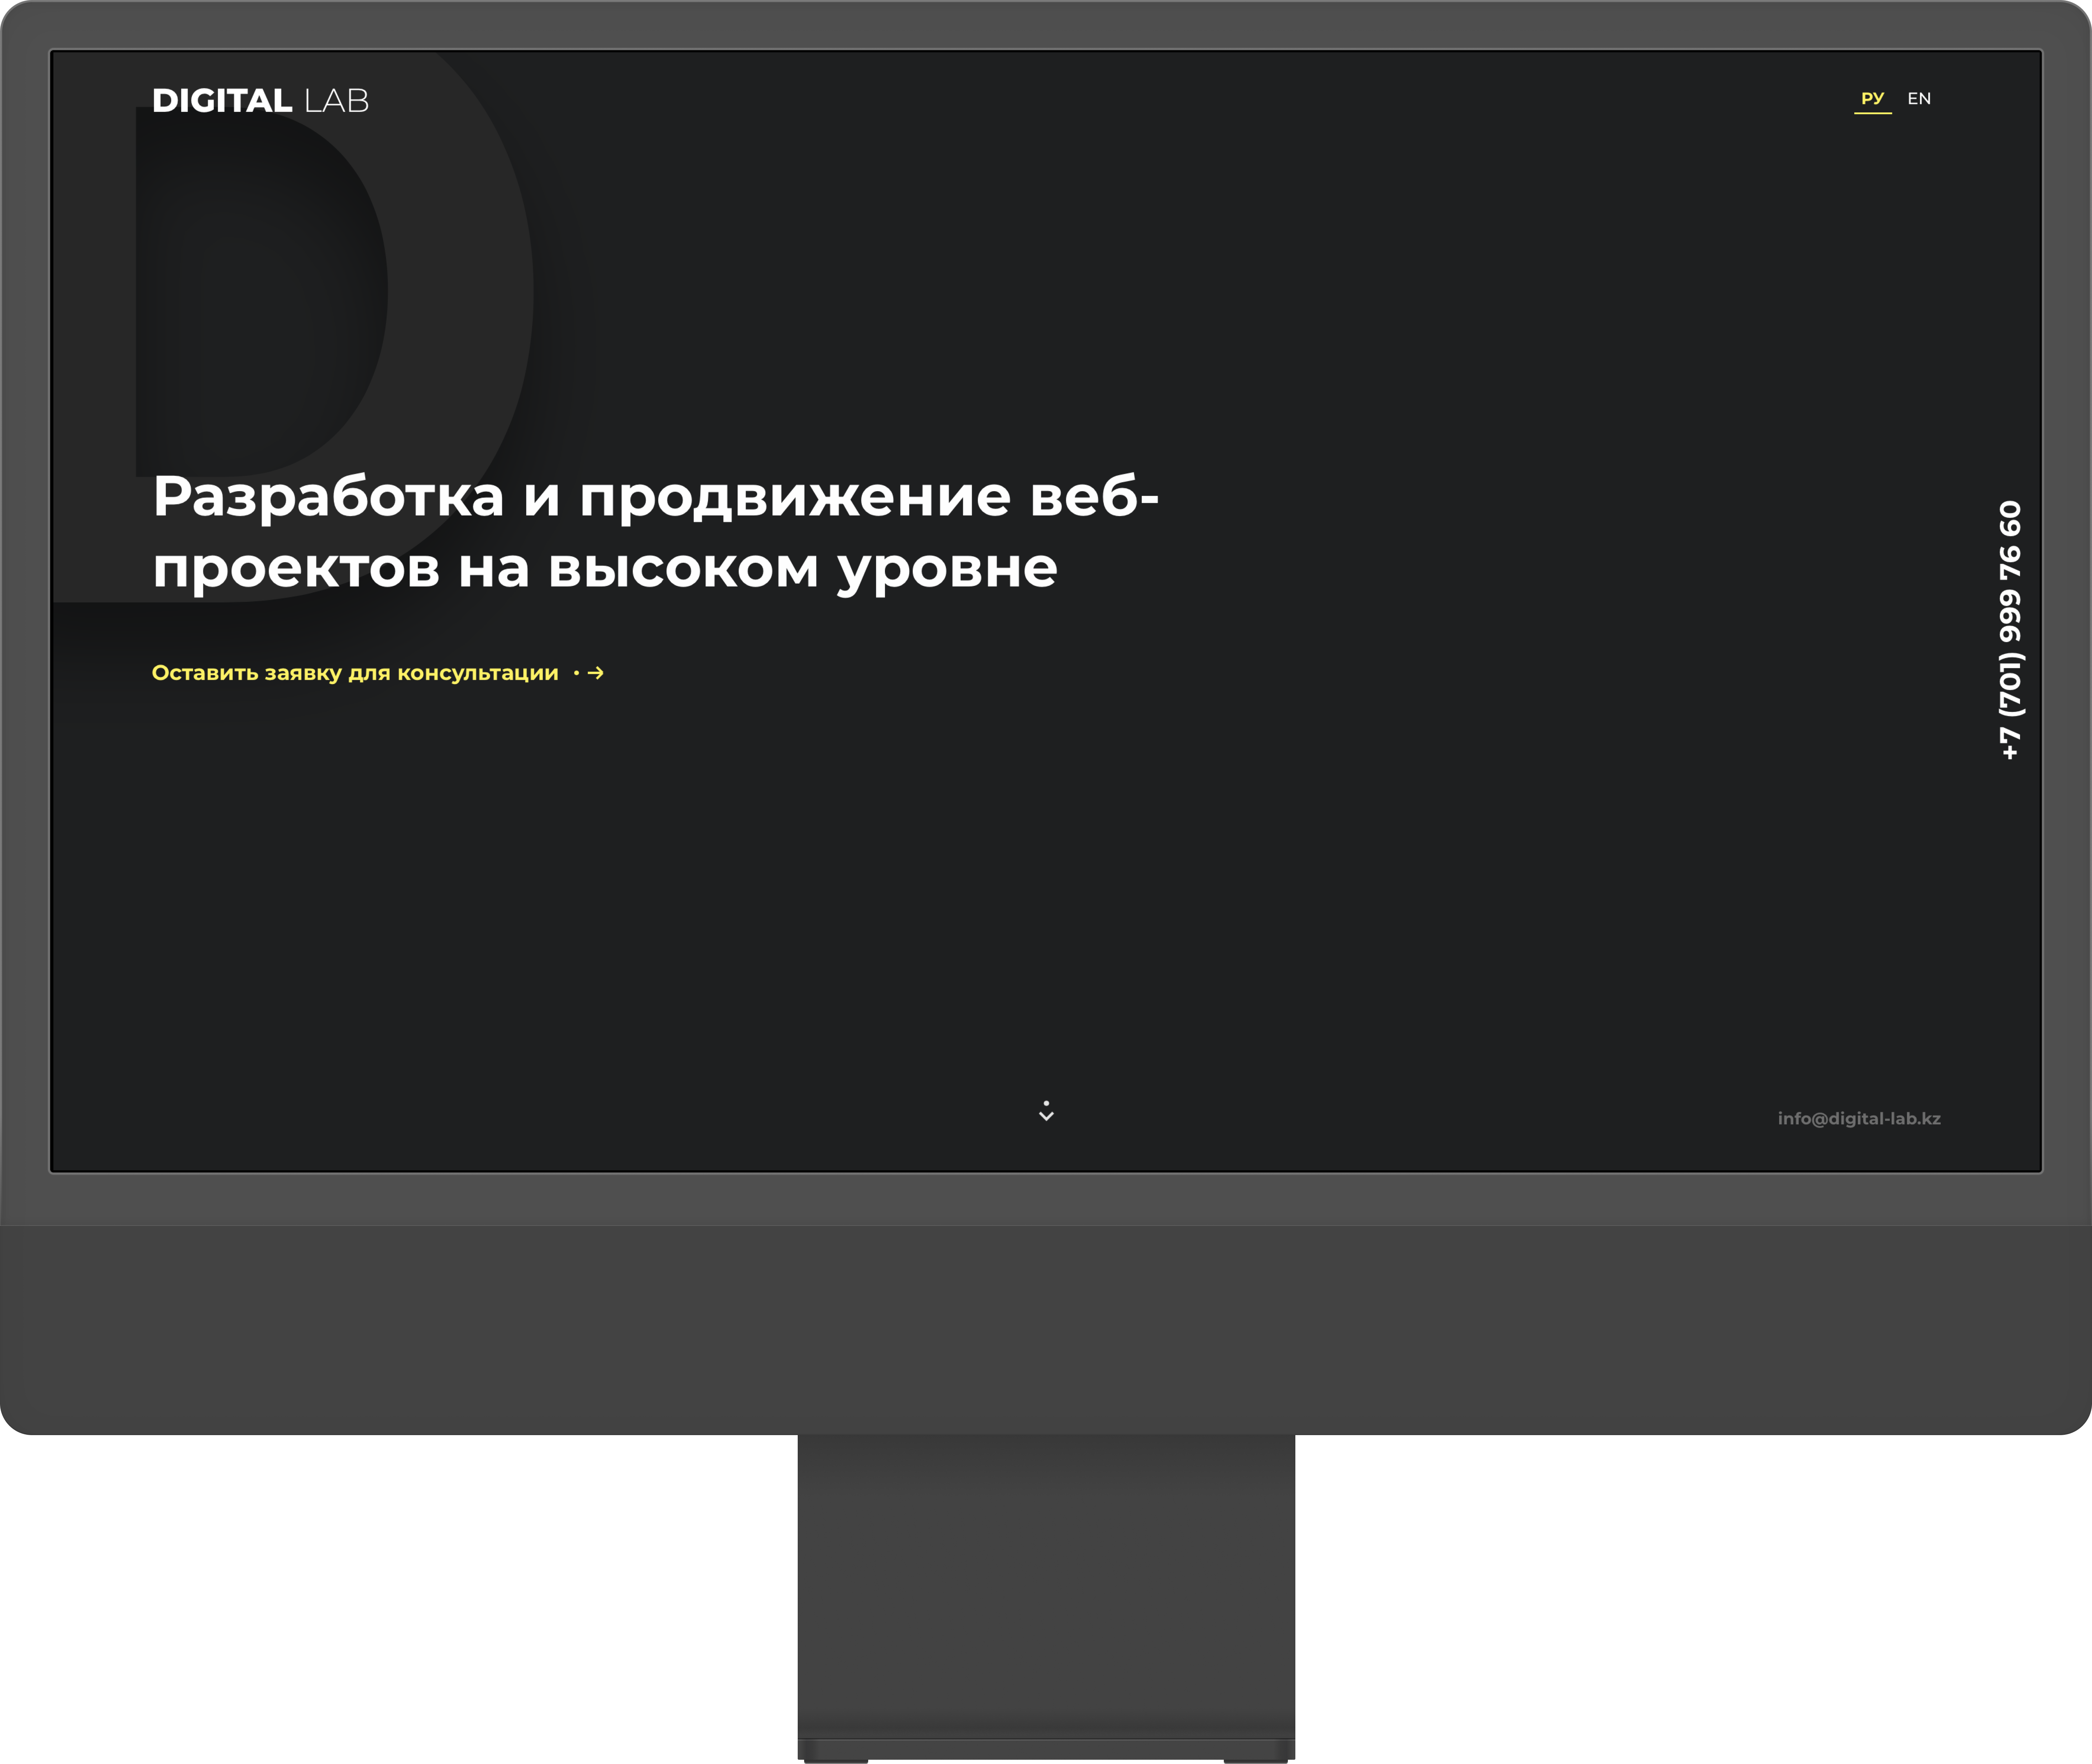 DIGITAL LAB
РУ EN
Разработка и продвижение веб-
проектов на высоком уровне
Оставить заявку для консультации
+7 (701) 999 76 60
info@digital-lab.kz